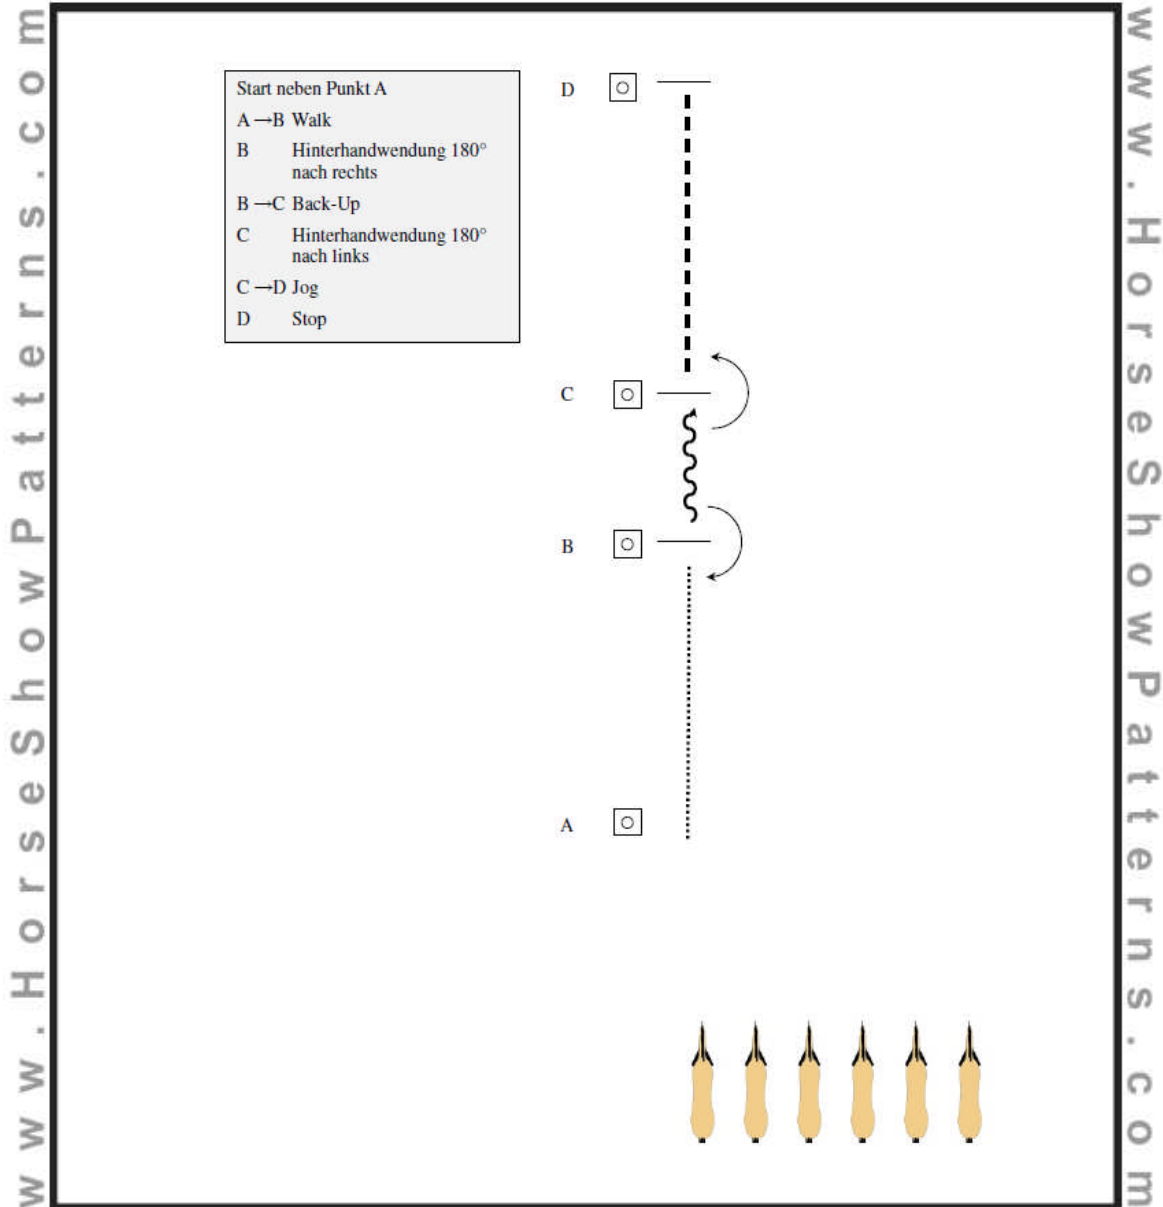 www.HorseShowPatterns.com
Start neben Punkt A
A →B Walk
B Hinterhandwendung 180°
nach rechts
B →C Back-Up
C Hinterhandwendung 180°
nach links
C →D Jog
D Stop
D
C
B
A
www.HorseShowPatterns.com